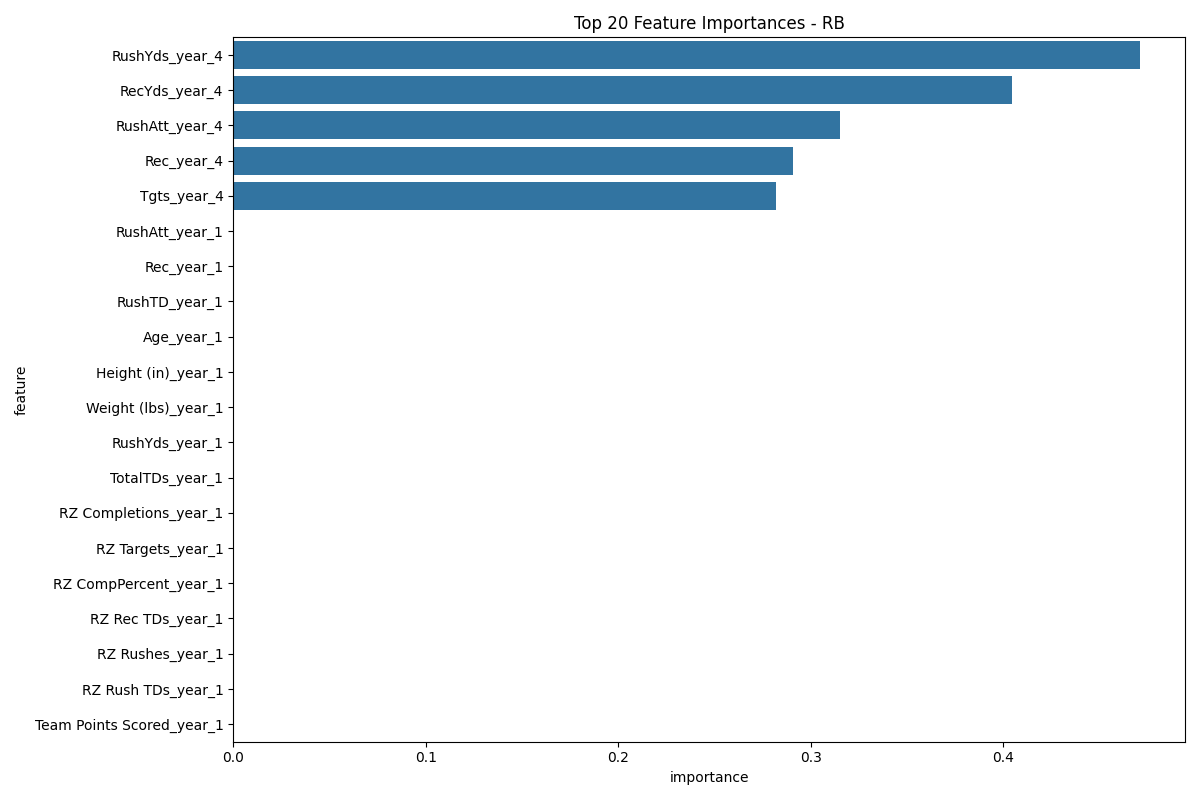 Top 20 Feature Importances - RB
RushYds_year_4
RecYds_year_4
RushAtt_year_4
Rec_year_4
Tgts_year_4
RushAtt_year_1
Rec_year_1
RushTD_year_1
Age_year_1
Height (in)_year_1
Weight (lbs)_year_1
RushYds_year_1
TotalTDs_year_1
RZ Completions_year_1
RZ Targets_year_1
RZ CompPercent_year_1
RZ Rec TDs_year_1
RZ Rushes_year_1
RZ Rush TDs_year_1
Team Points Scored_year_1
feature
0.0 0.1 0.2 0.3 0.4
importance